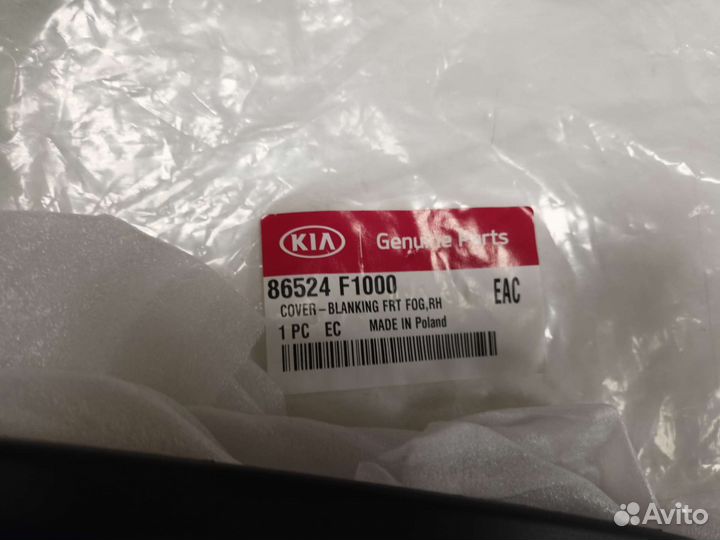 KIA Genuine Parts
86524 F1000 EAC
COVER-BLANKING FRT FOG,RH
1 PC EC MADE IN Poland
Avito